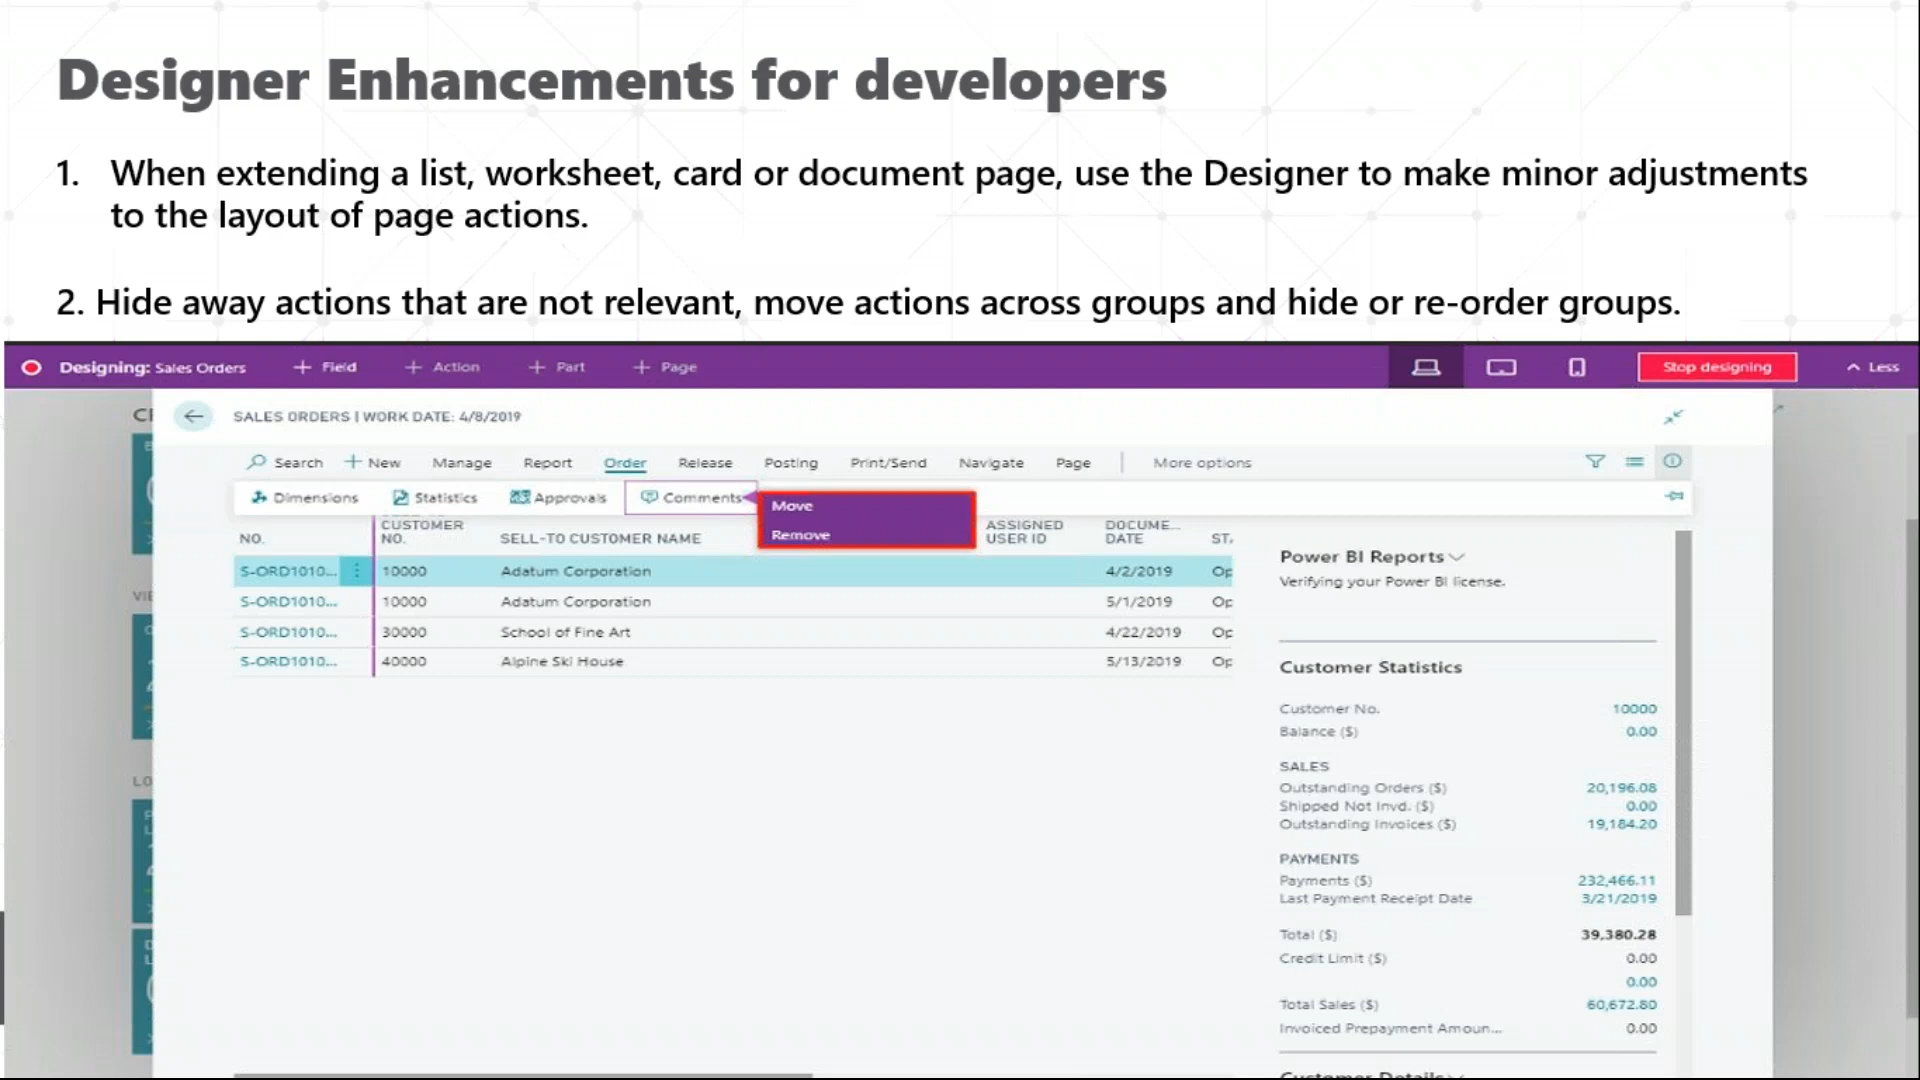 Designer Enhancements for developers
1. When extending a list, worksheet, card or document page, use the Designer to make minor adjustments
to the layout of page actions.
2. Hide away actions that are not relevant, move actions across groups and hide or re-order groups.
Designing: Sales Orders + Field + Action + Part + Page Stop designing Less
SALES ORDERS | WORK DATE: 4/8/2019
Search + New Manage Report Order Release Posting Print/Send Navigate Page More options
Dimensions Statistics Approvals Comments
Move
Remove
NO. CUSTOMER NO. SELL-TO CUSTOMER NAME ASSIGNED USER ID DOCUME... DATE
S-ORD1010... 10000 Adatum Corporation 4/2/2019 Op
S-ORD1010... 10000 Adatum Corporation 5/1/2019 Op
S-ORD1010... 30000 School of Fine Art 4/22/2019 Op
S-ORD1010... 40000 Alpine Ski House 5/13/2019 Op
Power BI Reports
Verifying your Power BI license.
Customer Statistics
Customer No. 10000
Balance ($) 0.00
SALES
Outstanding Orders ($) 20,196.08
Shipped Not Invd. ($) 0.00
Outstanding Invoices ($) 19,184.20
PAYMENTS
Payments ($) 232,466.11
Last Payment Receipt Date 3/21/2019
Total ($) 39,380.28
Credit Limit ($) 0.00
0.00
Total Sales ($) 60,672.80
Invoiced Prepayment Amoun... 0.00
Customer Details